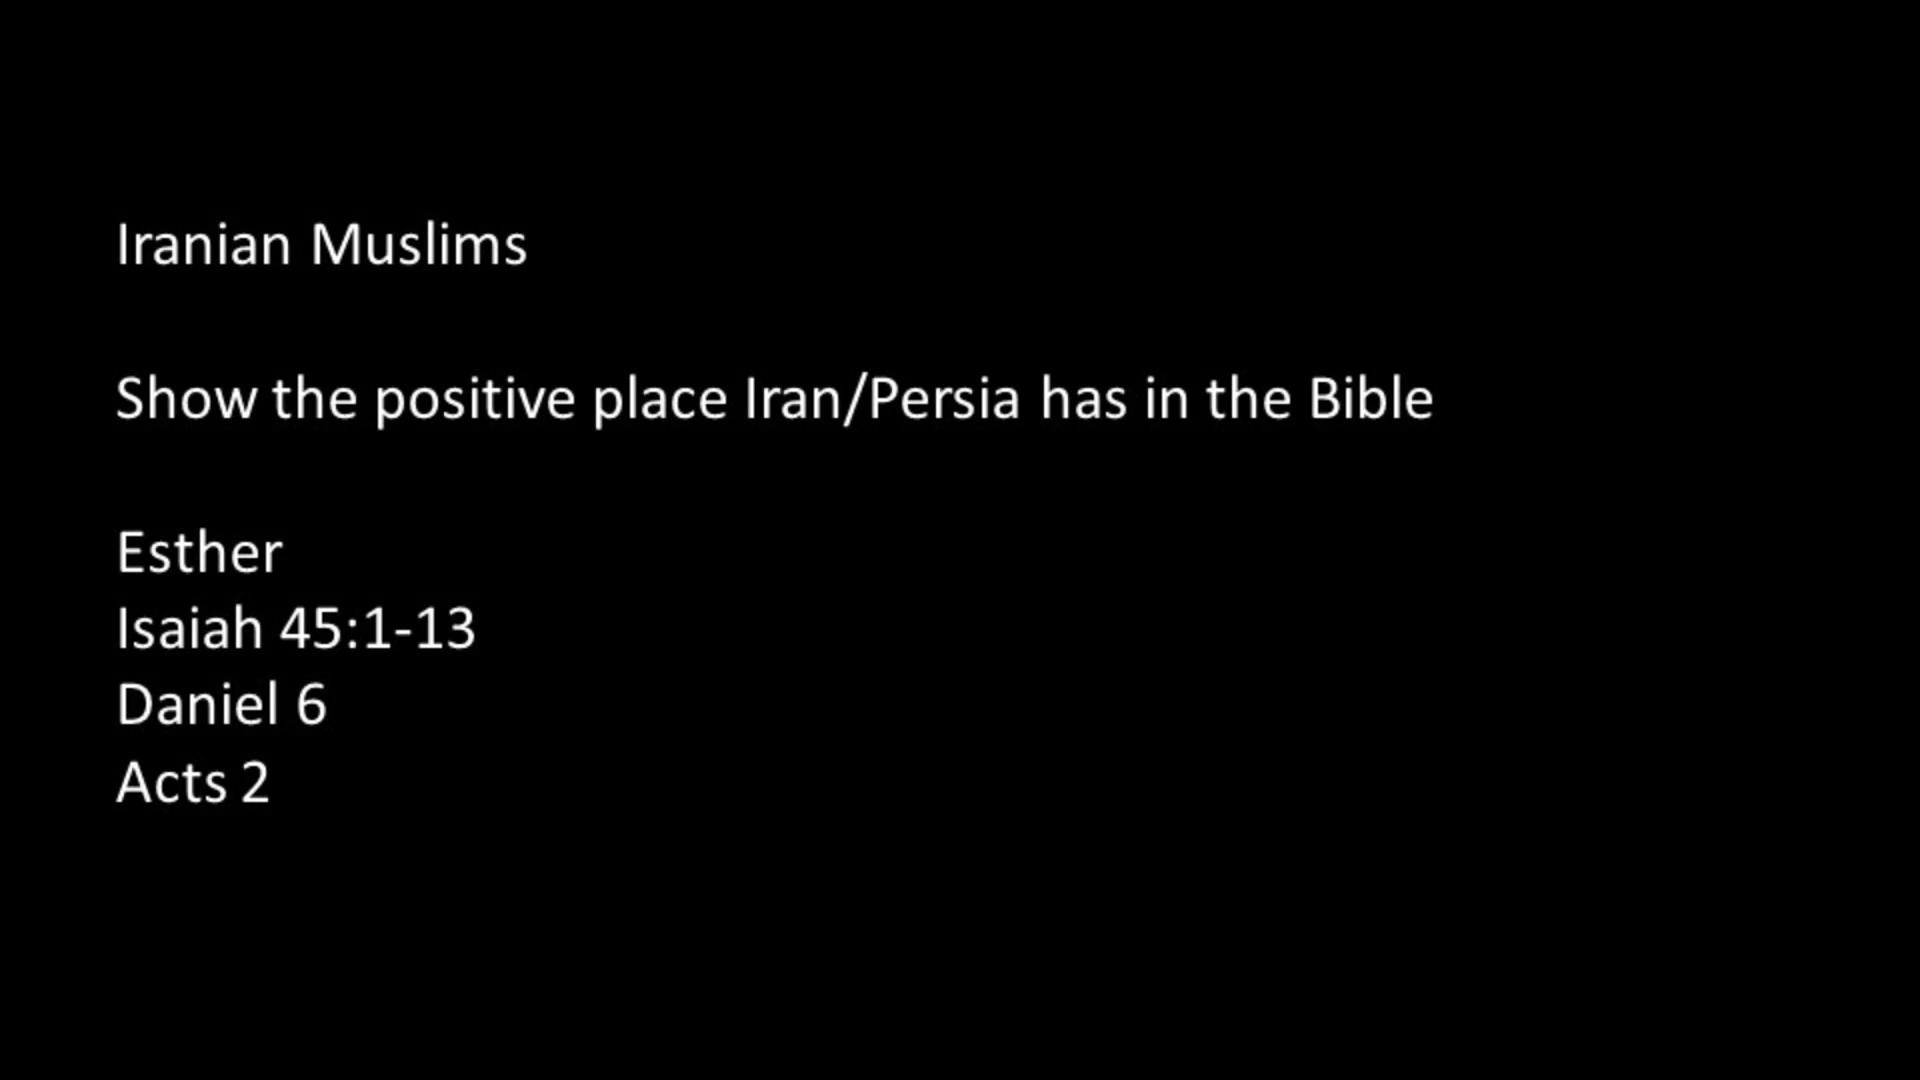 Iranian Muslims
Show the positive place Iran/Persia has in the Bible
Esther
Isaiah 45:1-13
Daniel 6
Acts 2